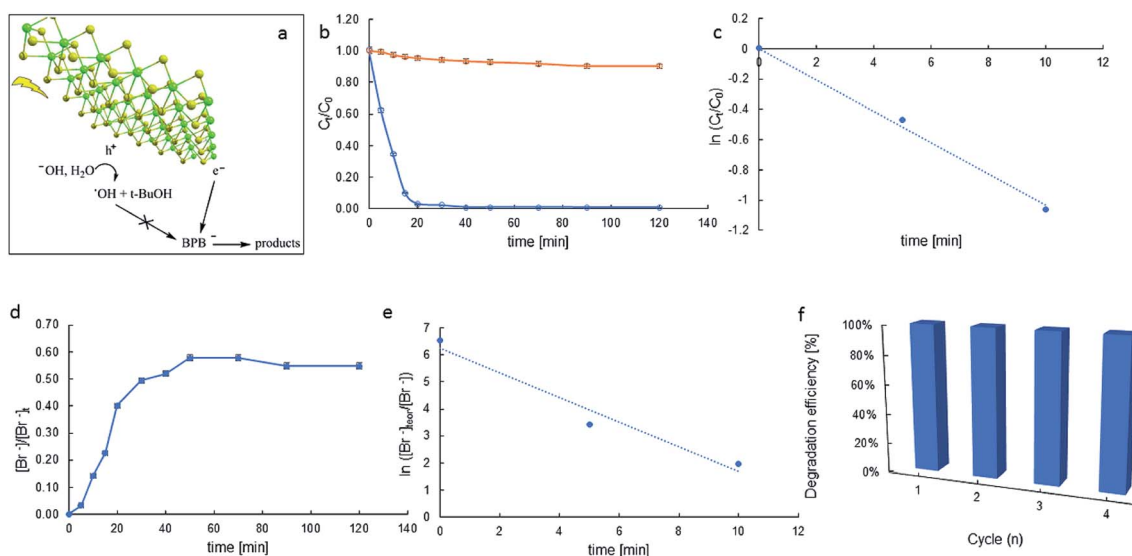 a
h⁺
⁻OH, H₂O
˙OH + t-BuOH
e⁻
BPB⁻
products
b
Cₜ/C₀
1.20
1.00
0.80
0.60
0.40
0.20
0.00
0 20 40 60 80 100 120 140
time [min]
c
ln (Cₜ/C₀)
0.2
0
-0.2
-0.4
-0.6
-0.8
-1
-1.2
0 2 4 6 8 10 12
time [min]
d
[Br⁻]/[Br⁻]ₜ
0.70
0.60
0.50
0.40
0.30
0.20
0.10
0.00
0 20 40 60 80 100 120 140
time [min]
e
ln ([Br⁻]teor/[Br⁻])
7
6
5
4
3
2
1
0
0 2 4 6 8 10 12
time [min]
f
Degradation efficiency [%]
100%
80%
60%
40%
20%
0%
1 2 3 4
Cycle (n)